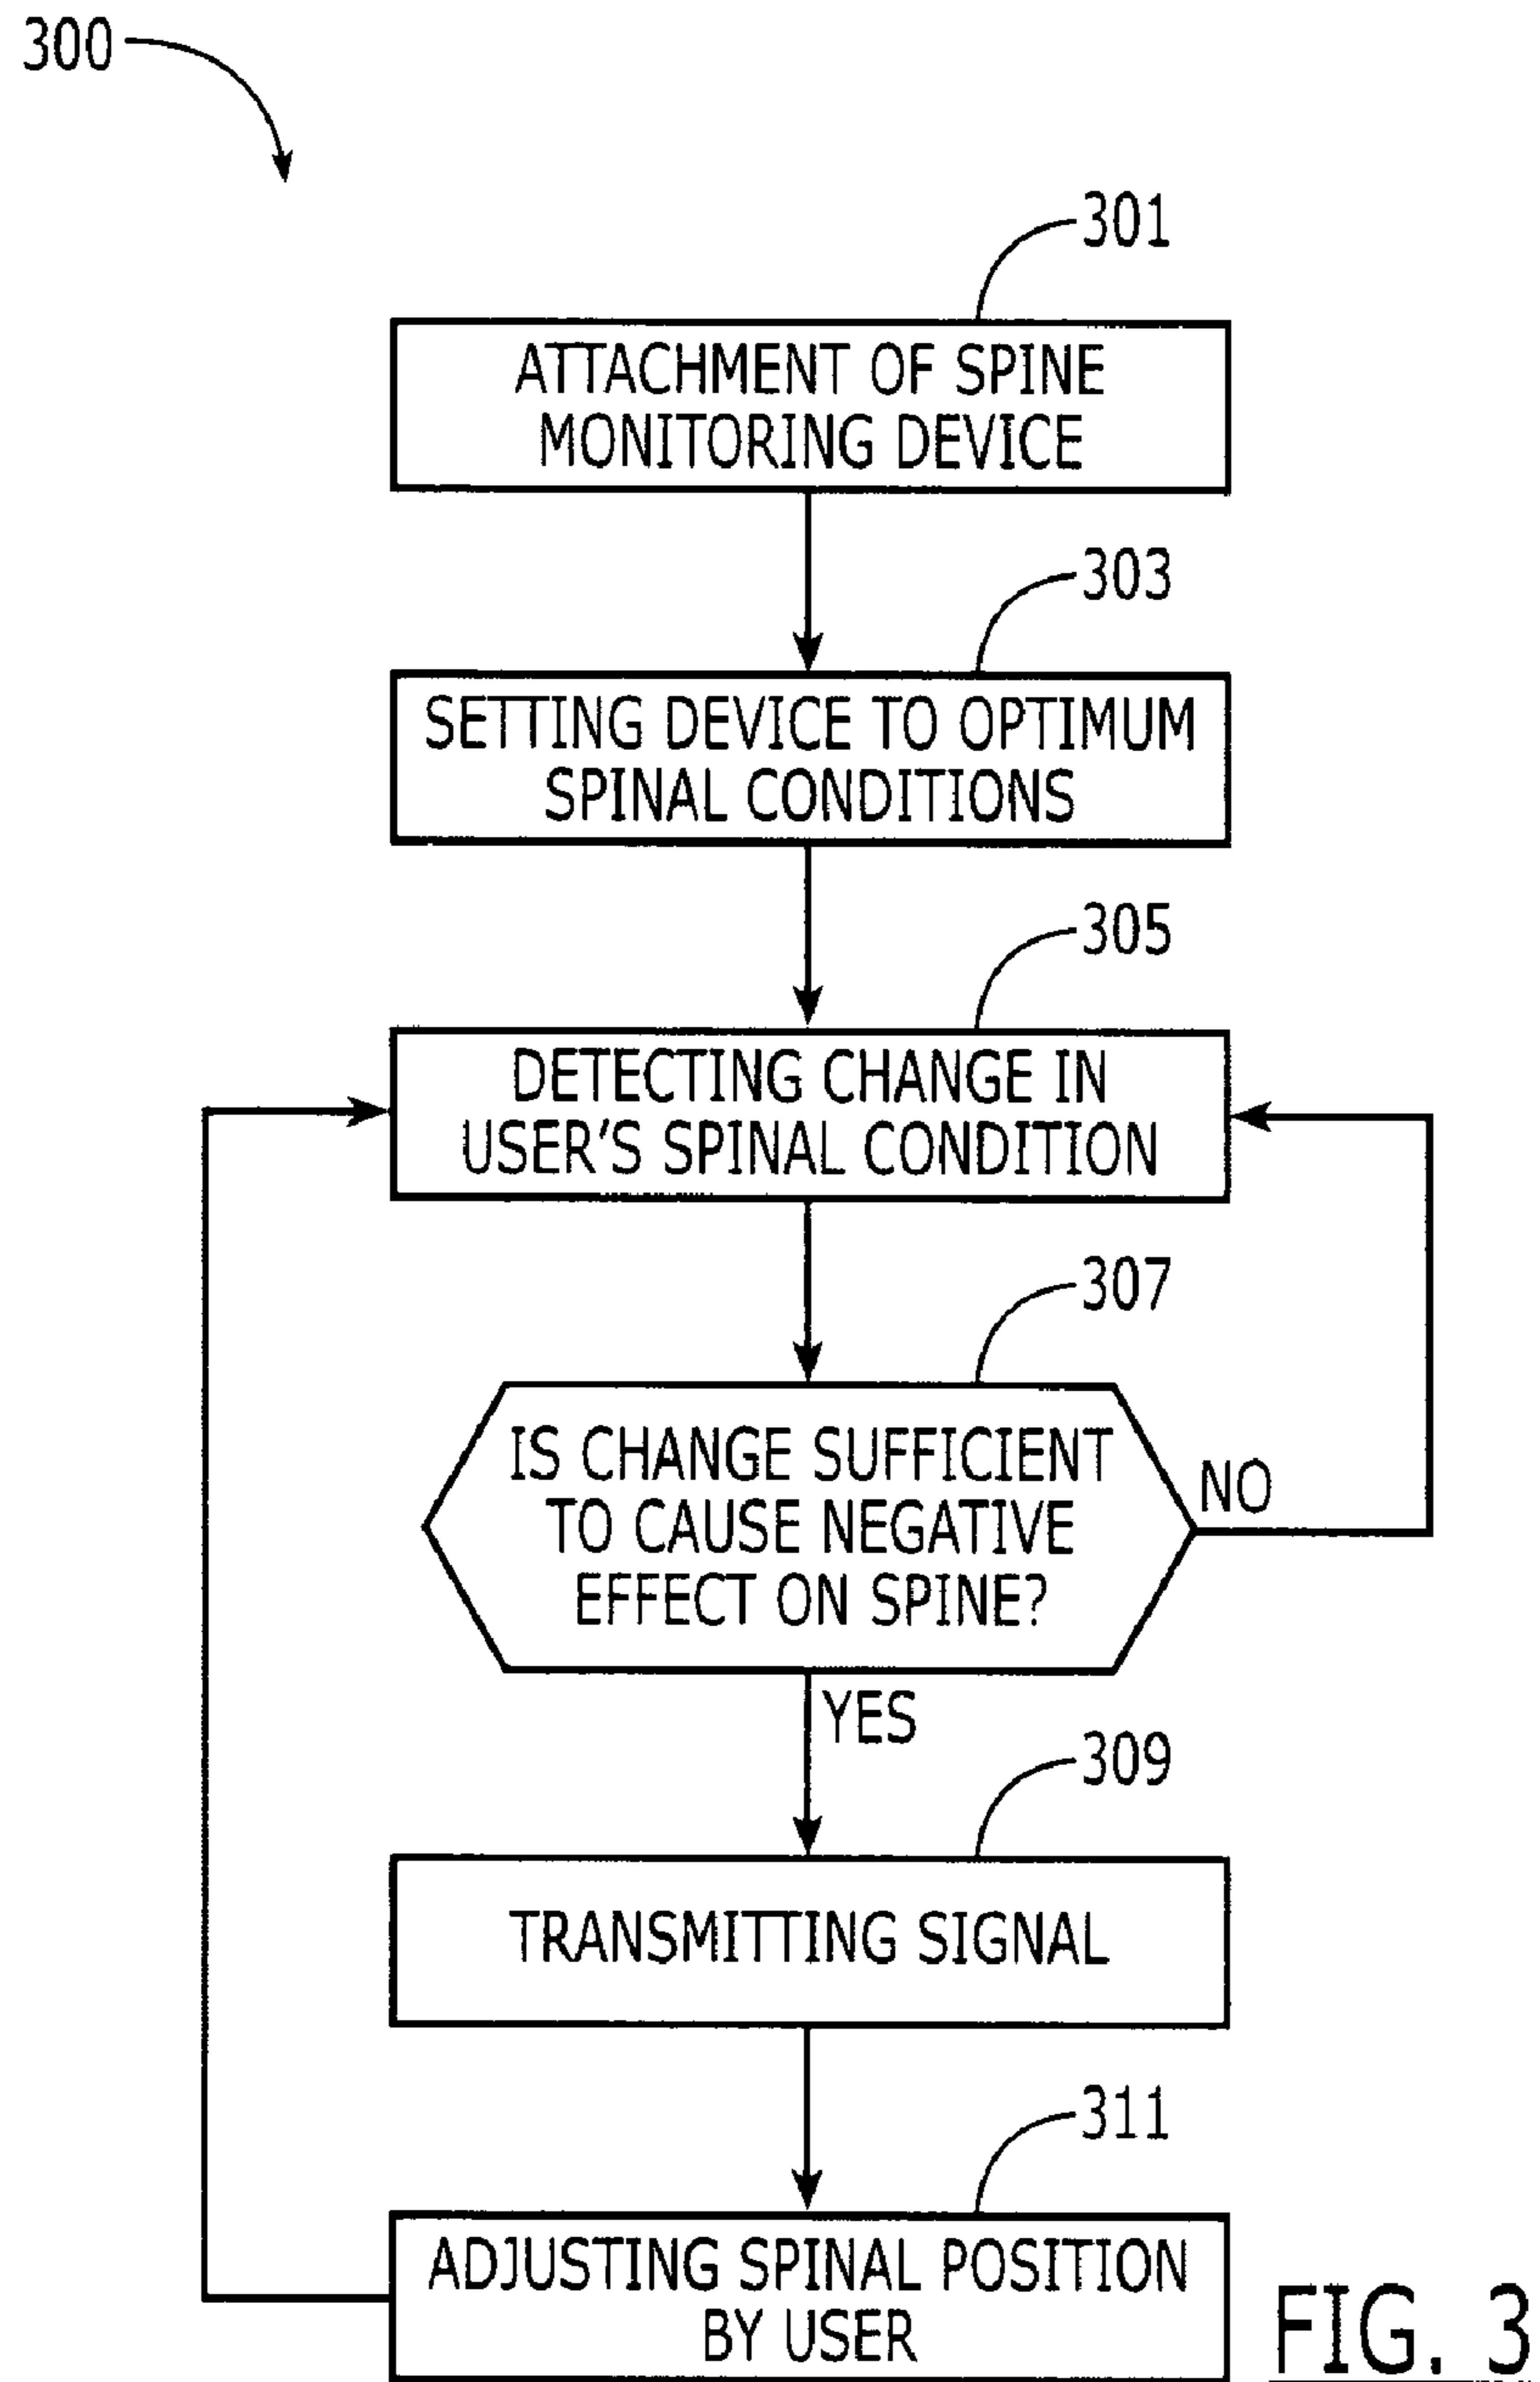 300
301
ATTACHMENT OF SPINE
MONITORING DEVICE
303
SETTING DEVICE TO OPTIMUM
SPINAL CONDITIONS
305
DETECTING CHANGE IN
USER'S SPINAL CONDITION
307
IS CHANGE SUFFICIENT
TO CAUSE NEGATIVE
EFFECT ON SPINE?
NO
YES
309
TRANSMITTING SIGNAL
311
ADJUSTING SPINAL POSITION
BY USER
FIG. 3